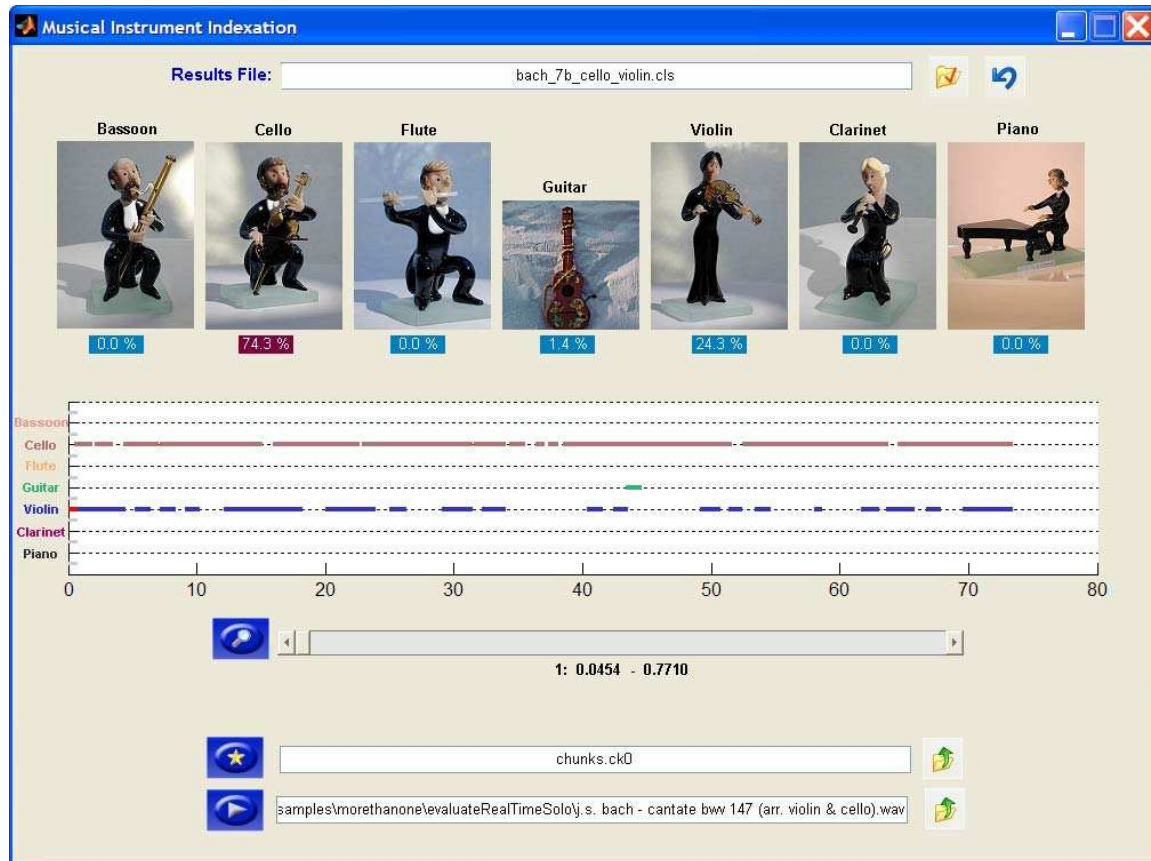 Musical Instrument Indexation
Results File: bach_7b_cello_violin.cls
Bassoon Cello Flute Guitar Violin Clarinet Piano
0.0 % 74.3 % 0.0 % 1.4 % 24.3 % 0.0 % 0.0 %
Bassoon
Cello
Flute
Guitar
Violin
Clarinet
Piano
0 10 20 30 40 50 60 70 80
1: 0.0454 - 0.7710
chunks.ck0
samples\morethanone\evaluateRealTimeSolo\j.s. bach - cantate bwv 147 (arr. violin & cello).wav